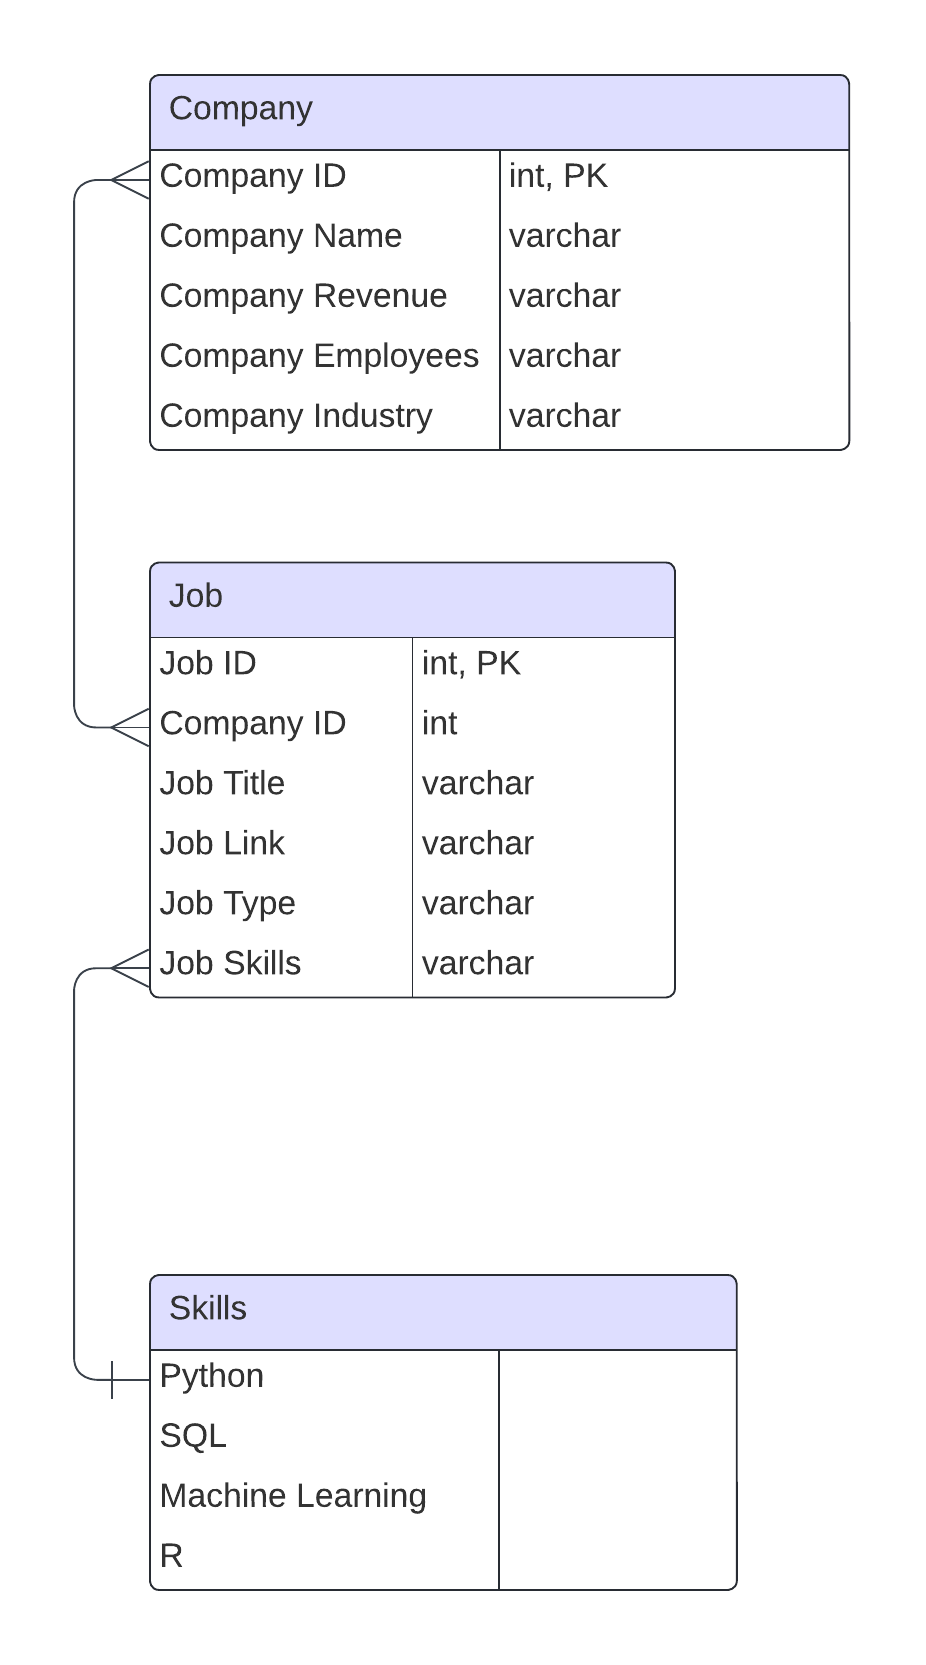 Company
Company ID int, PK
Company Name varchar
Company Revenue varchar
Company Employees varchar
Company Industry varchar
Job
Job ID int, PK
Company ID int
Job Title varchar
Job Link varchar
Job Type varchar
Job Skills varchar
Skills
Python
SQL
Machine Learning
R